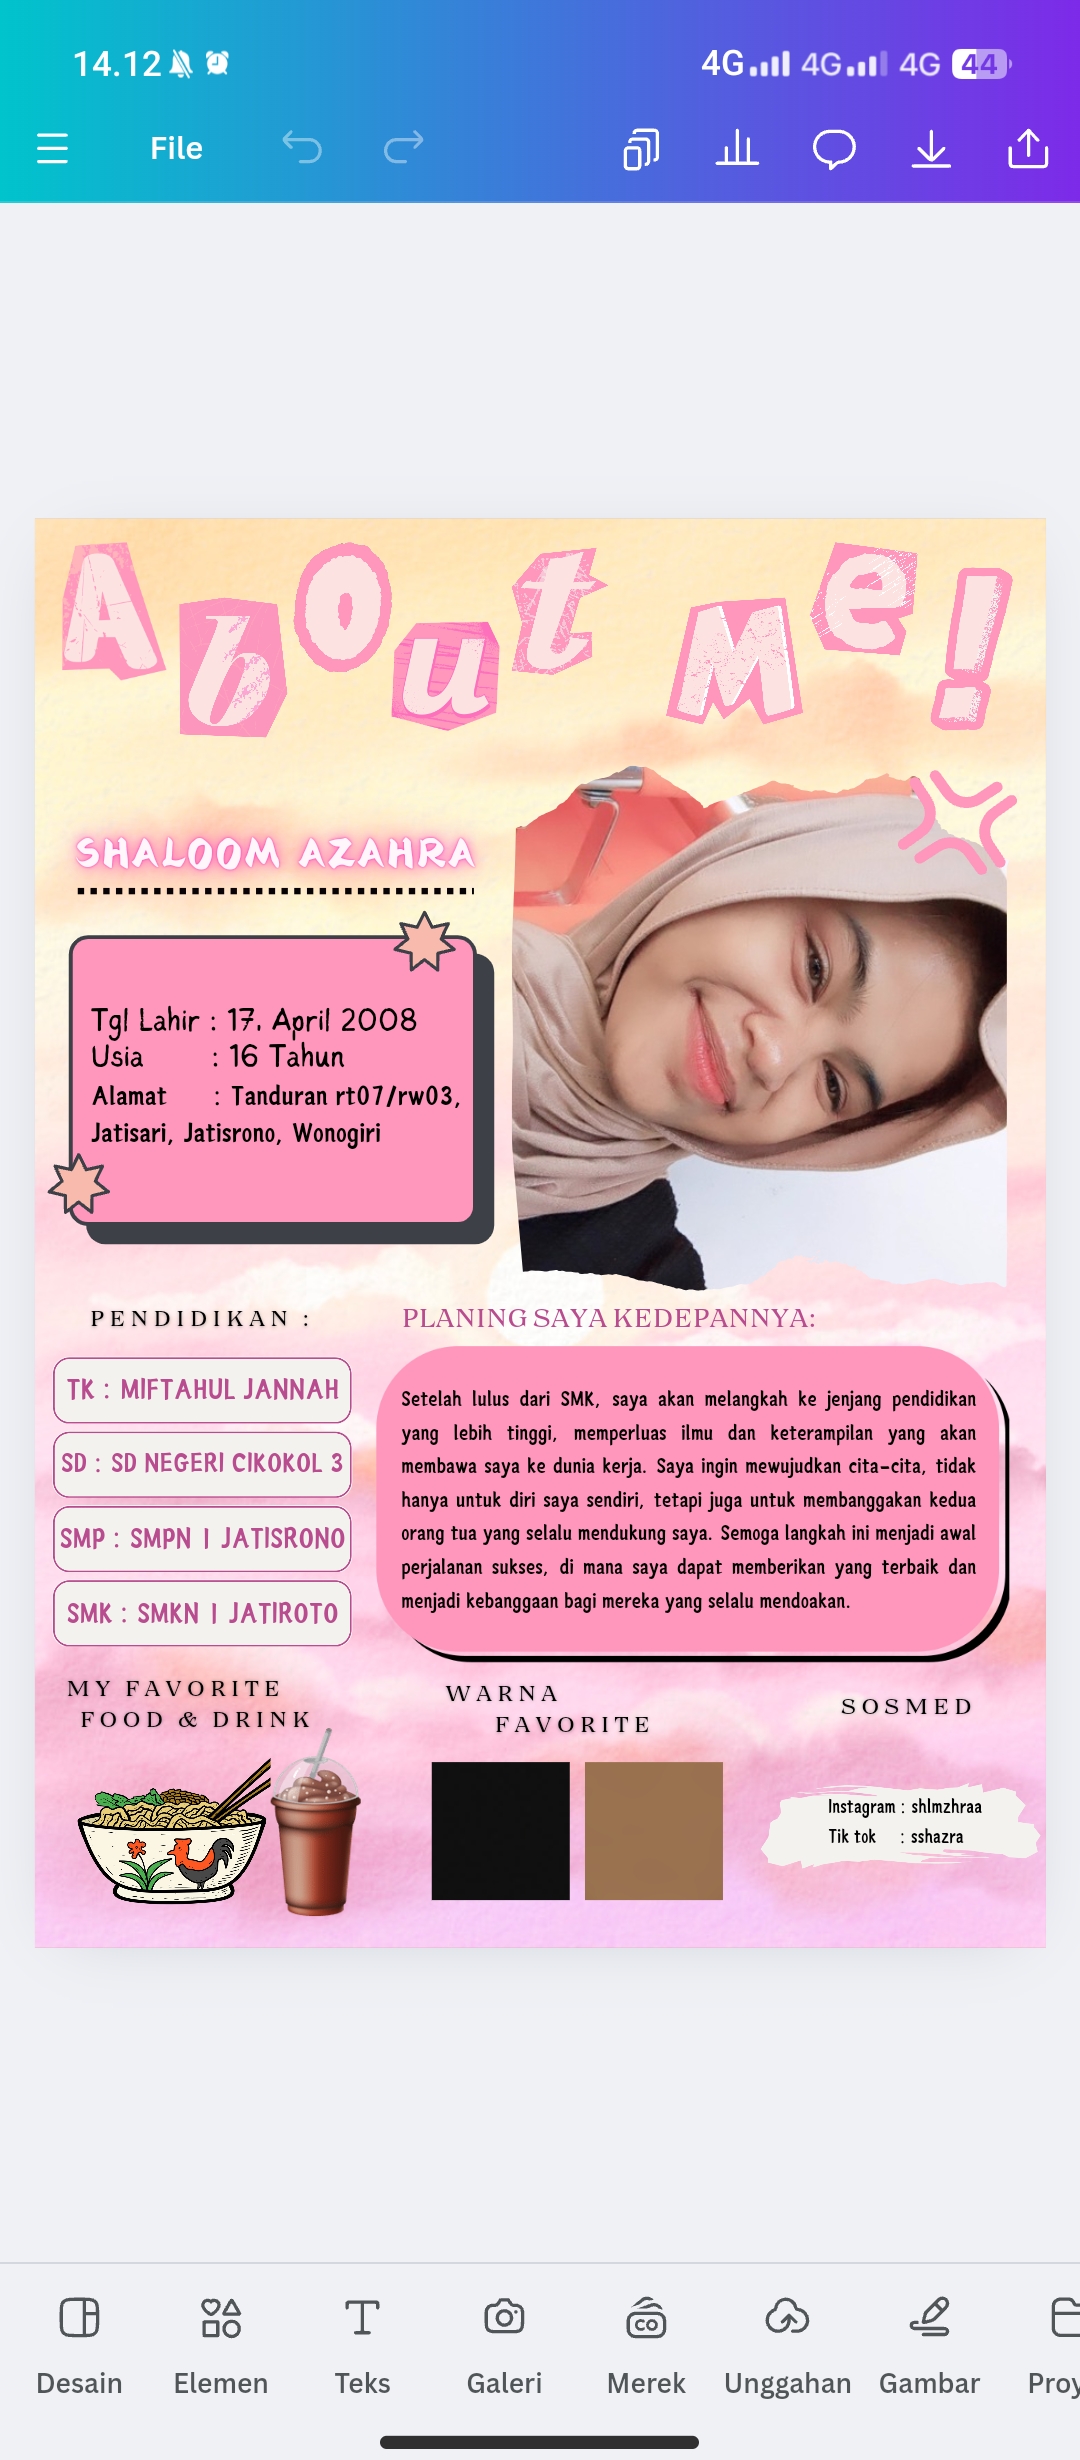 14.12
4G 4G 4G 44
File
About Me!
SHALOOM AZAHRA
Tgl Lahir : 17. April 2008
Usia : 16 Tahun
Alamat : Tanduran rt07/rw03,
Jatisari, Jatisrono, Wonogiri
PENDIDIKAN :
TK : MIFTAHUL JANNAH
SD : SD NEGERI CIKOKOL 3
SMP : SMPN 1 JATISRONO
SMK : SMKN 1 JATIROTO
PLANING SAYA KEDEPANNYA:
Setelah lulus dari SMK, saya akan melangkah ke jenjang pendidikan
yang lebih tinggi, memperluas ilmu dan keterampilan yang akan
membawa saya ke dunia kerja. Saya ingin mewujudkan cita-cita, tidak
hanya untuk diri saya sendiri, tetapi juga untuk membanggakan kedua
orang tua yang selalu mendukung saya. Semoga langkah ini menjadi awal
perjalanan sukses, di mana saya dapat memberikan yang terbaik dan
menjadi kebanggaan bagi mereka yang selalu mendoakan.
MY FAVORITE
FOOD & DRINK
WARNA
FAVORITE
SOSMED
Instagram : shlmzhraa
Tik tok : sshazra
Desain
Elemen
Teks
Galeri
CO
Merek
Unggahan
Gambar
Proy